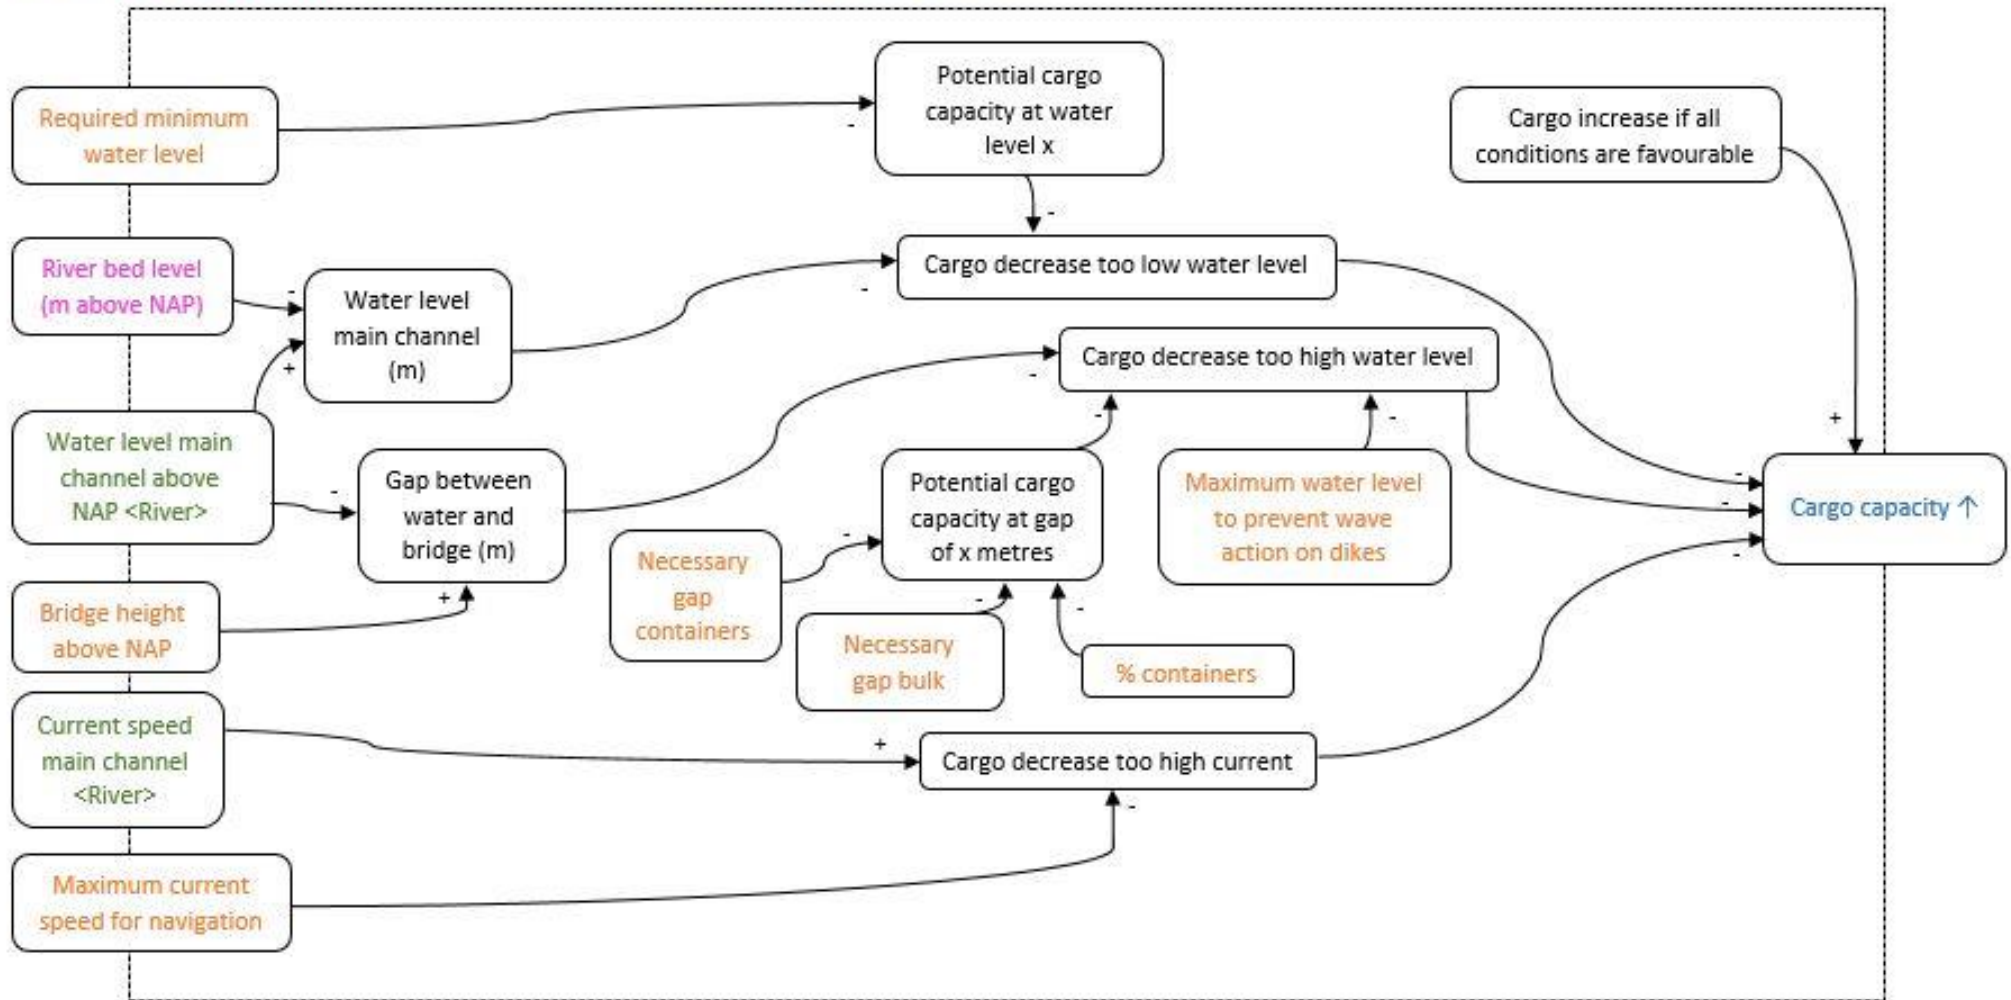 Required minimum
water level
Potential cargo
capacity at water
level x
Cargo increase if all
conditions are favourable
-
-
River bed level
(m above NAP)
-
Water level
main channel
(m)
+
Cargo decrease too low water level
-
Cargo decrease too high water level
-
Water level main
channel above
NAP <River>
-
Gap between
water and
bridge (m)
+
Potential cargo
capacity at gap
of x metres
-
Maximum water level
to prevent wave
action on dikes
-
+
-
-
-
Cargo capacity ↑
Necessary
gap
containers
-
Necessary
gap bulk
-
% containers
-
Bridge height
above NAP
Current speed
main channel
<River>
+
Cargo decrease too high current
-
Maximum current
speed for navigation